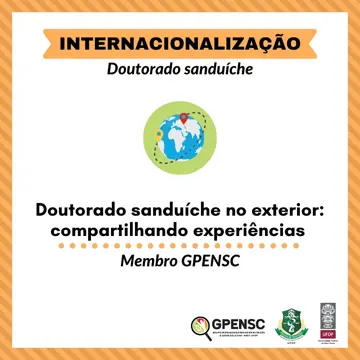 INTERNACIONALIZAÇÃO
Doutorado sanduíche
Doutorado sanduíche no exterior:
compartilhando experiências
Membro GPENSC
GPENSC
UFOP